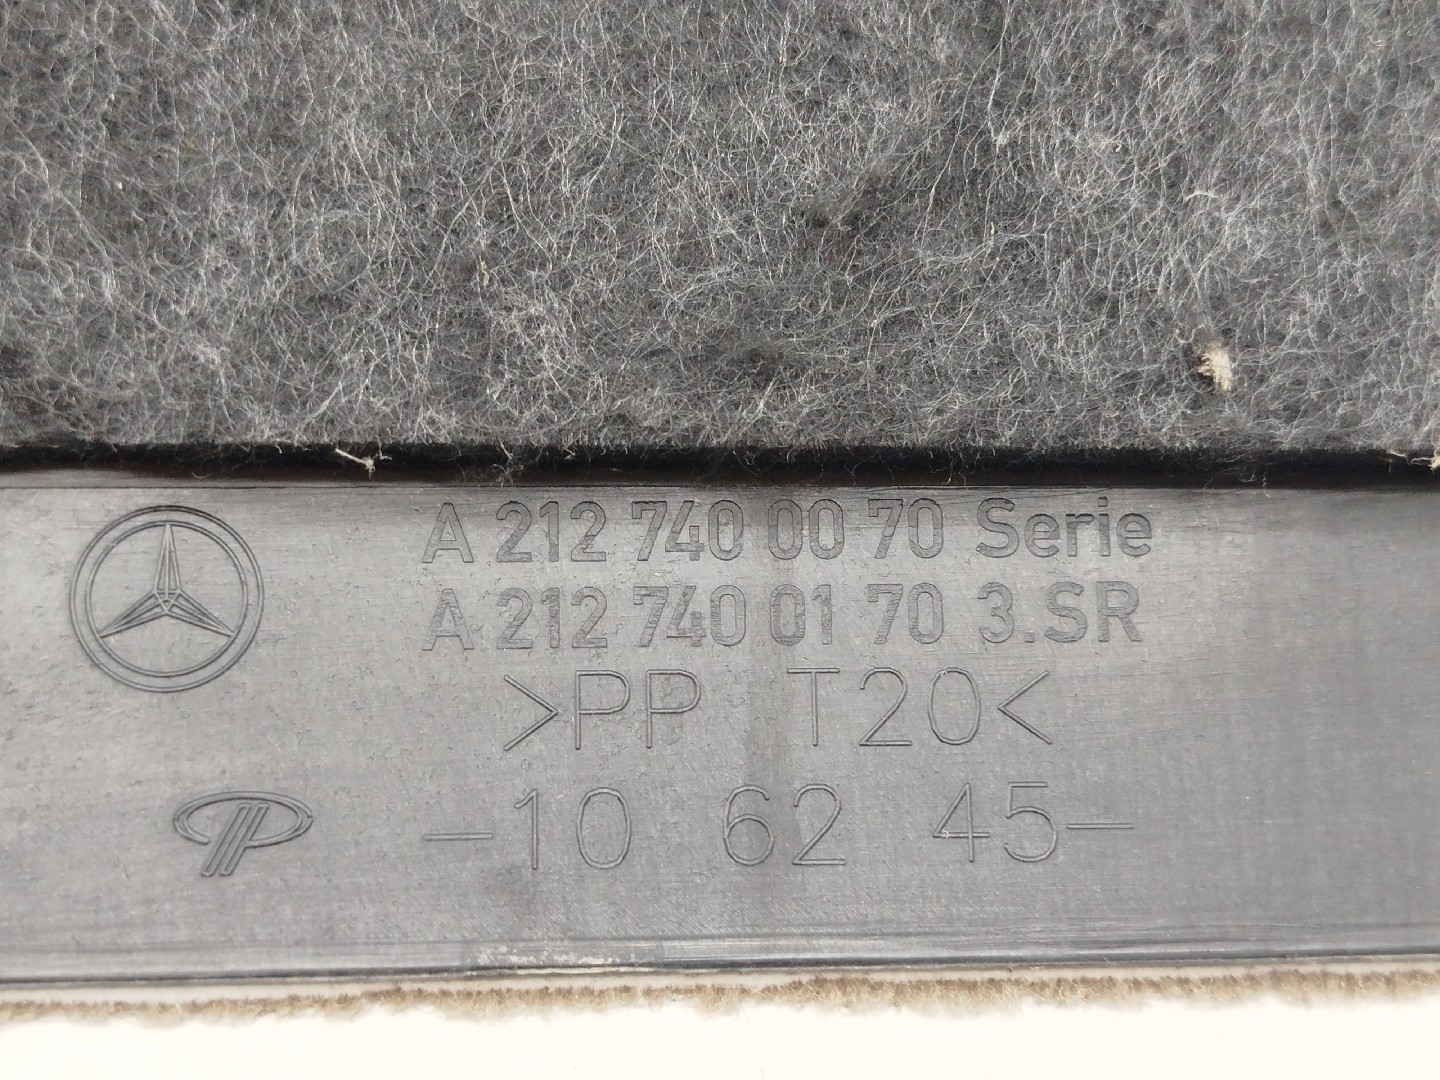 A 212 740 00 70 Serie
A 212 740 01 70 3.SR
>PP T20<
-10 62 45-